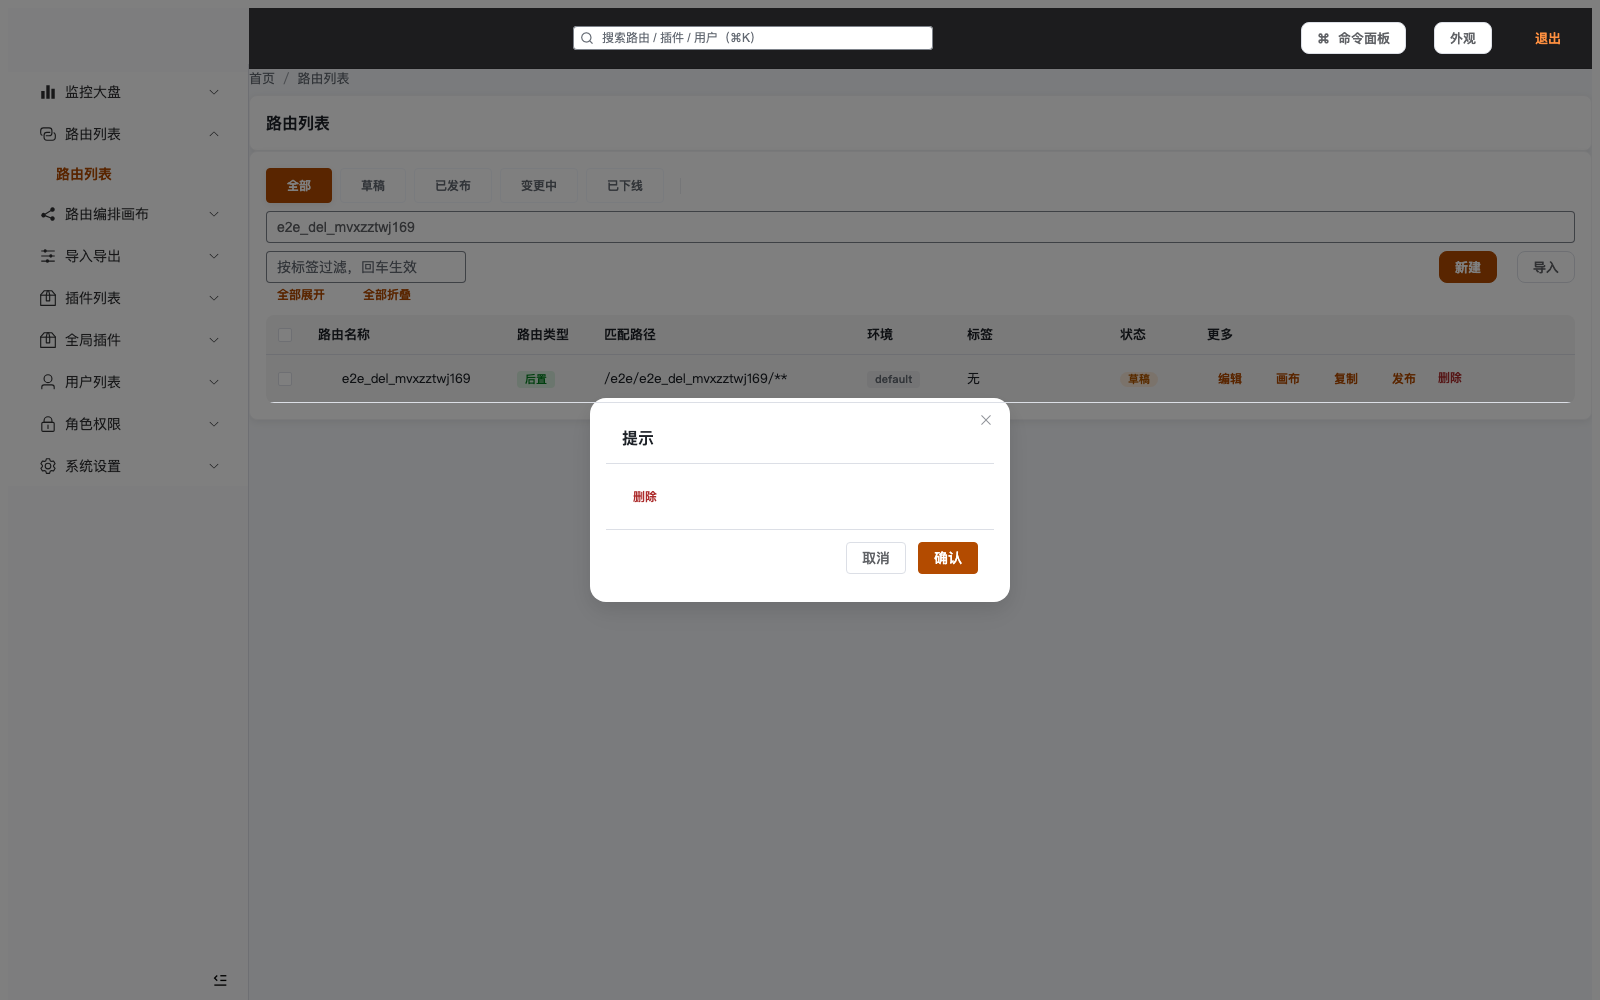 搜索路由 / 插件 / 用户（⌘K）
⌘ 命令面板
外观
退出
监控大盘
路由列表
路由列表
路由编排画布
导入导出
插件列表
全局插件
用户列表
角色权限
系统设置
首页 / 路由列表
路由列表
全部 草稿 已发布 变更中 已下线
e2e_del_mvxzztwj169
按标签过滤，回车生效
新建 导入
全部展开 全部折叠
路由名称 路由类型 匹配路径 环境 标签 状态 更多
e2e_del_mvxzztwj169 后置 /e2e/e2e_del_mvxzztwj169/** default 无 草稿 编辑 画布 复制 发布 删除
提示
删除
取消 确认